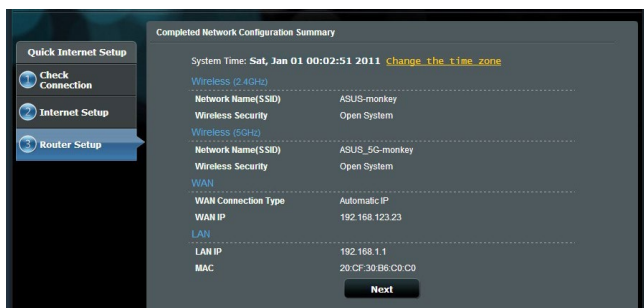 Completed Network Configuration Summary
Quick Internet Setup
1 Check Connection
2 Internet Setup
3 Router Setup
System Time: Sat, Jan 01 00:02:51 2011 Change the time zone
Wireless (2.4GHz)
Network Name(SSID) ASUS-monkey
Wireless Security Open System
Wireless (5GHz)
Network Name(SSID) ASUS_5G-monkey
Wireless Security Open System
WAN
WAN Connection Type Automatic IP
WAN IP 192.168.123.23
LAN
LAN IP 192.168.1.1
MAC 20:CF:30:B6:C0:C0
Next